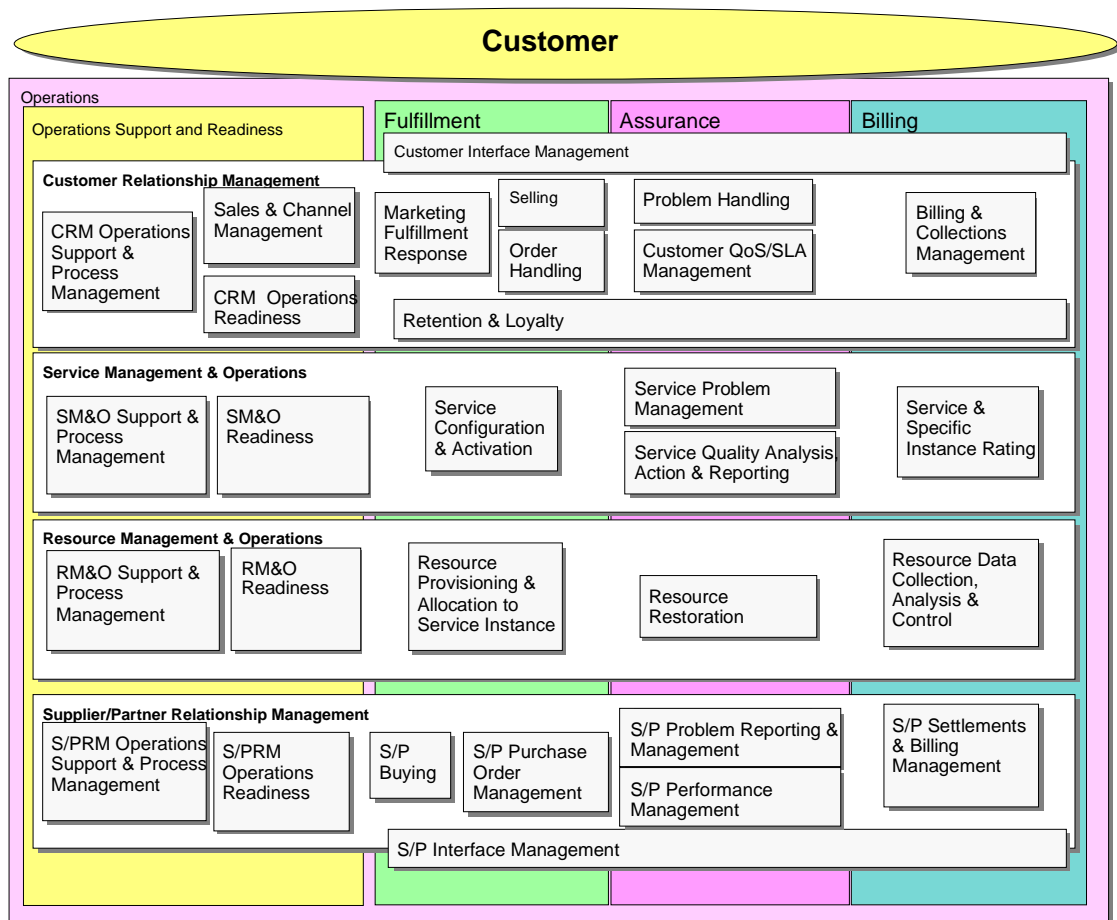 Customer
Operations
Operations Support and Readiness
Fulfillment
Assurance
Billing
Customer Interface Management
Customer Relationship Management
CRM Operations
Support &
Process
Management
Sales & Channel
Management
CRM Operations
Readiness
Marketing
Fulfillment
Response
Selling
Order
Handling
Problem Handling
Customer QoS/SLA
Management
Billing &
Collections
Management
Retention & Loyalty
Service Management & Operations
SM&O Support &
Process
Management
SM&O
Readiness
Service
Configuration
& Activation
Service Problem
Management
Service Quality Analysis,
Action & Reporting
Service &
Specific
Instance Rating
Resource Management & Operations
RM&O Support &
Process
Management
RM&O
Readiness
Resource
Provisioning &
Allocation to
Service Instance
Resource
Restoration
Resource Data
Collection,
Analysis &
Control
Supplier/Partner Relationship Management
S/PRM Operations
Support & Process
Management
S/PRM
Operations
Readiness
S/P
Buying
S/P Purchase
Order
Management
S/P Problem Reporting &
Management
S/P Performance
Management
S/P Settlements
& Billing
Management
S/P Interface Management